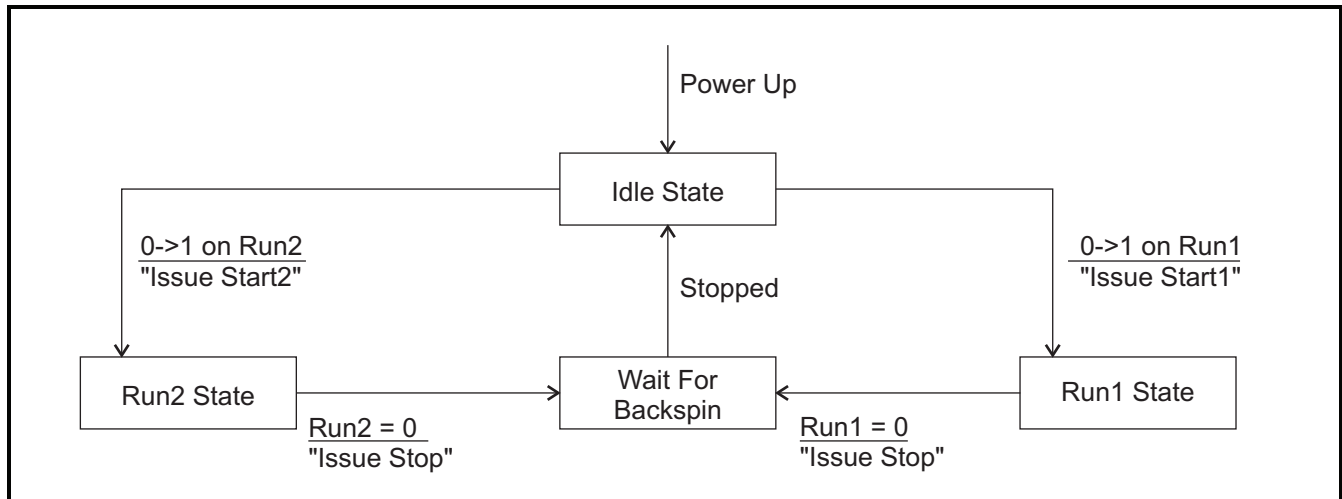 Power Up
Idle State
0->1 on Run2
"Issue Start2"
0->1 on Run1
"Issue Start1"
Stopped
Run2 State
Wait For
Backspin
Run1 State
Run2 = 0
"Issue Stop"
Run1 = 0
"Issue Stop"